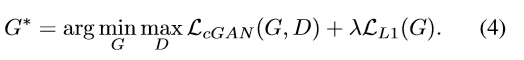 G* = arg min_G max_D ℒ_cGAN(G, D) + λℒ_L1(G). (4)